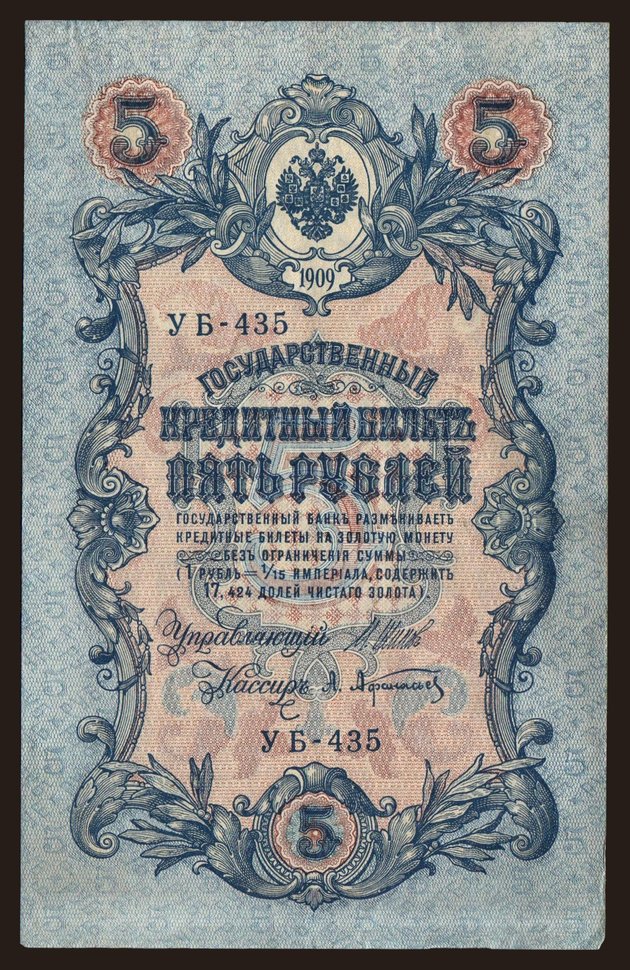 5 5
1909
УБ-435
ГОСУДАРСТВЕННЫЙ
КРЕДИТНЫЙ БИЛЕТЪ
ПЯТЬ РУБЛЕЙ
ГОСУДАРСТВЕННЫЙ БАНКЪ РАЗМѢНИВАЕТЪ
КРЕДИТНЫЕ БИЛЕТЫ НА ЗОЛОТУЮ МОНЕТУ
БЕЗЪ ОГРАНИЧЕНІЯ СУММЫ
(1 РУБЛЬ = 1/15 ИМПЕРІАЛА, СОДЕРЖИТЪ
17,424 ДОЛЕЙ ЧИСТАГО ЗОЛОТА).
Управляющій
Кассиръ
УБ-435
5